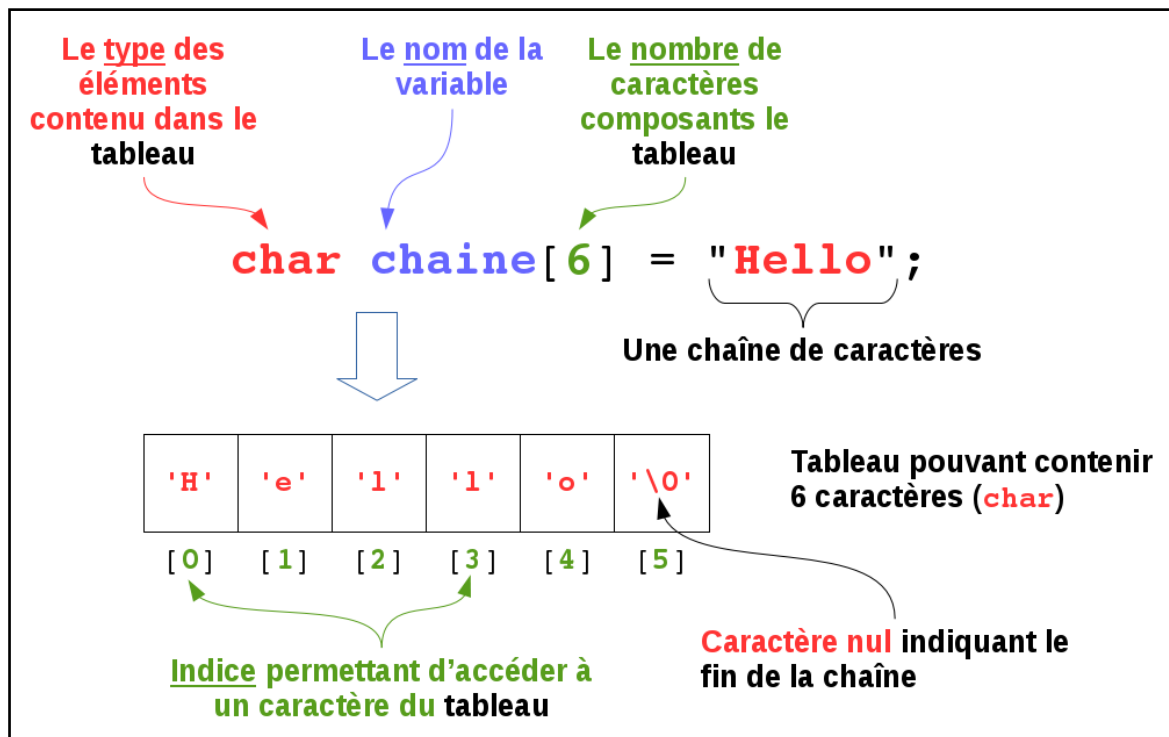 Le type des
éléments
contenu dans le
tableau
Le nom de la
variable
Le nombre de
caractères
composants le
tableau
char chaine[6] = "Hello";
Une chaîne de caractères
'H' 'e' 'l' 'l' 'o' '\0'
[0] [1] [2] [3] [4] [5]
Tableau pouvant contenir
6 caractères (char)
Indice permettant d’accéder à
un caractère du tableau
Caractère nul indiquant le
fin de la chaîne